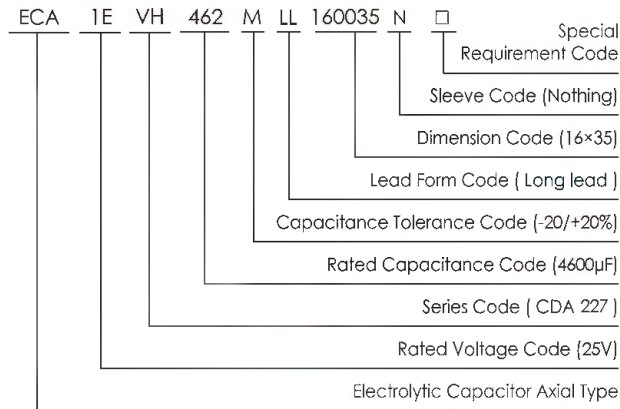 ECA 1E VH 462 M LL 160035 N □
Special
Requirement Code
Sleeve Code (Nothing)
Dimension Code (16×35)
Lead Form Code ( Long lead )
Capacitance Tolerance Code (-20/+20%)
Rated Capacitance Code (4600μF)
Series Code ( CDA 227 )
Rated Voltage Code (25V)
Electrolytic Capacitor Axial Type